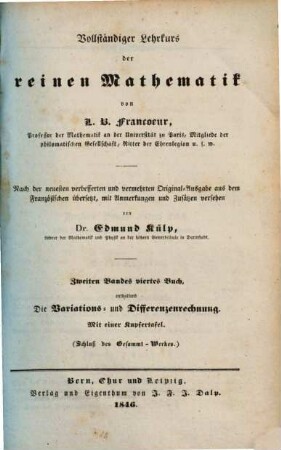 Vollständiger Lehrkurs
der
reinen Mathematik
von
L. B. Francoeur,
Professor der Mathematik an der Universität zu Paris, Mitgliede der
philomatischen Gesellschaft, Ritter der Ehrenlegion u. s. w.
Nach der neuesten verbesserten und vermehrten Original-Ausgabe aus dem
Französischen übersetzt, mit Anmerkungen und Zusätzen versehen
von
Dr. Edmund Külp,
Lehrer der Mathematik und Physik an der höhern Gewerbschule in Darmstadt.
Zweiten Bandes viertes Buch,
enthaltend
Die Variations- und Differenzenrechnung.
Mit einer Kupfertafel.
(Schluß des Gesammt-Werkes.)
Bern, Chur und Leipzig,
Verlag und Eigenthum von J. F. J. Dalp.
1846.